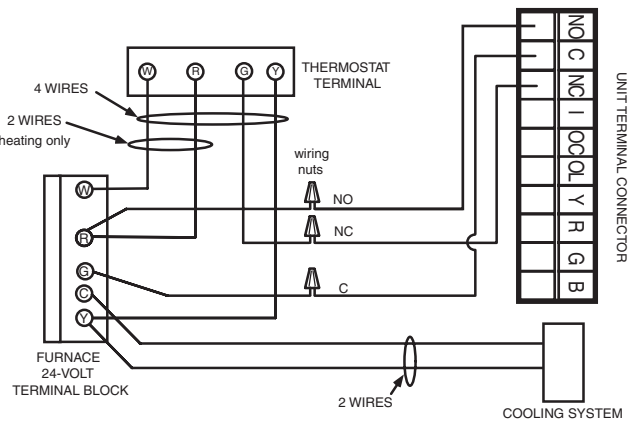 W
R
G
Y
THERMOSTAT
TERMINAL
4 WIRES
2 WIRES
heating only
wiring
nuts
NO
NC
C
W
R
G
C
Y
FURNACE
24-VOLT
TERMINAL BLOCK
2 WIRES
COOLING SYSTEM
NO
C
NC
I
OC
OL
Y
R
G
B
UNIT TERMINAL CONNECTOR